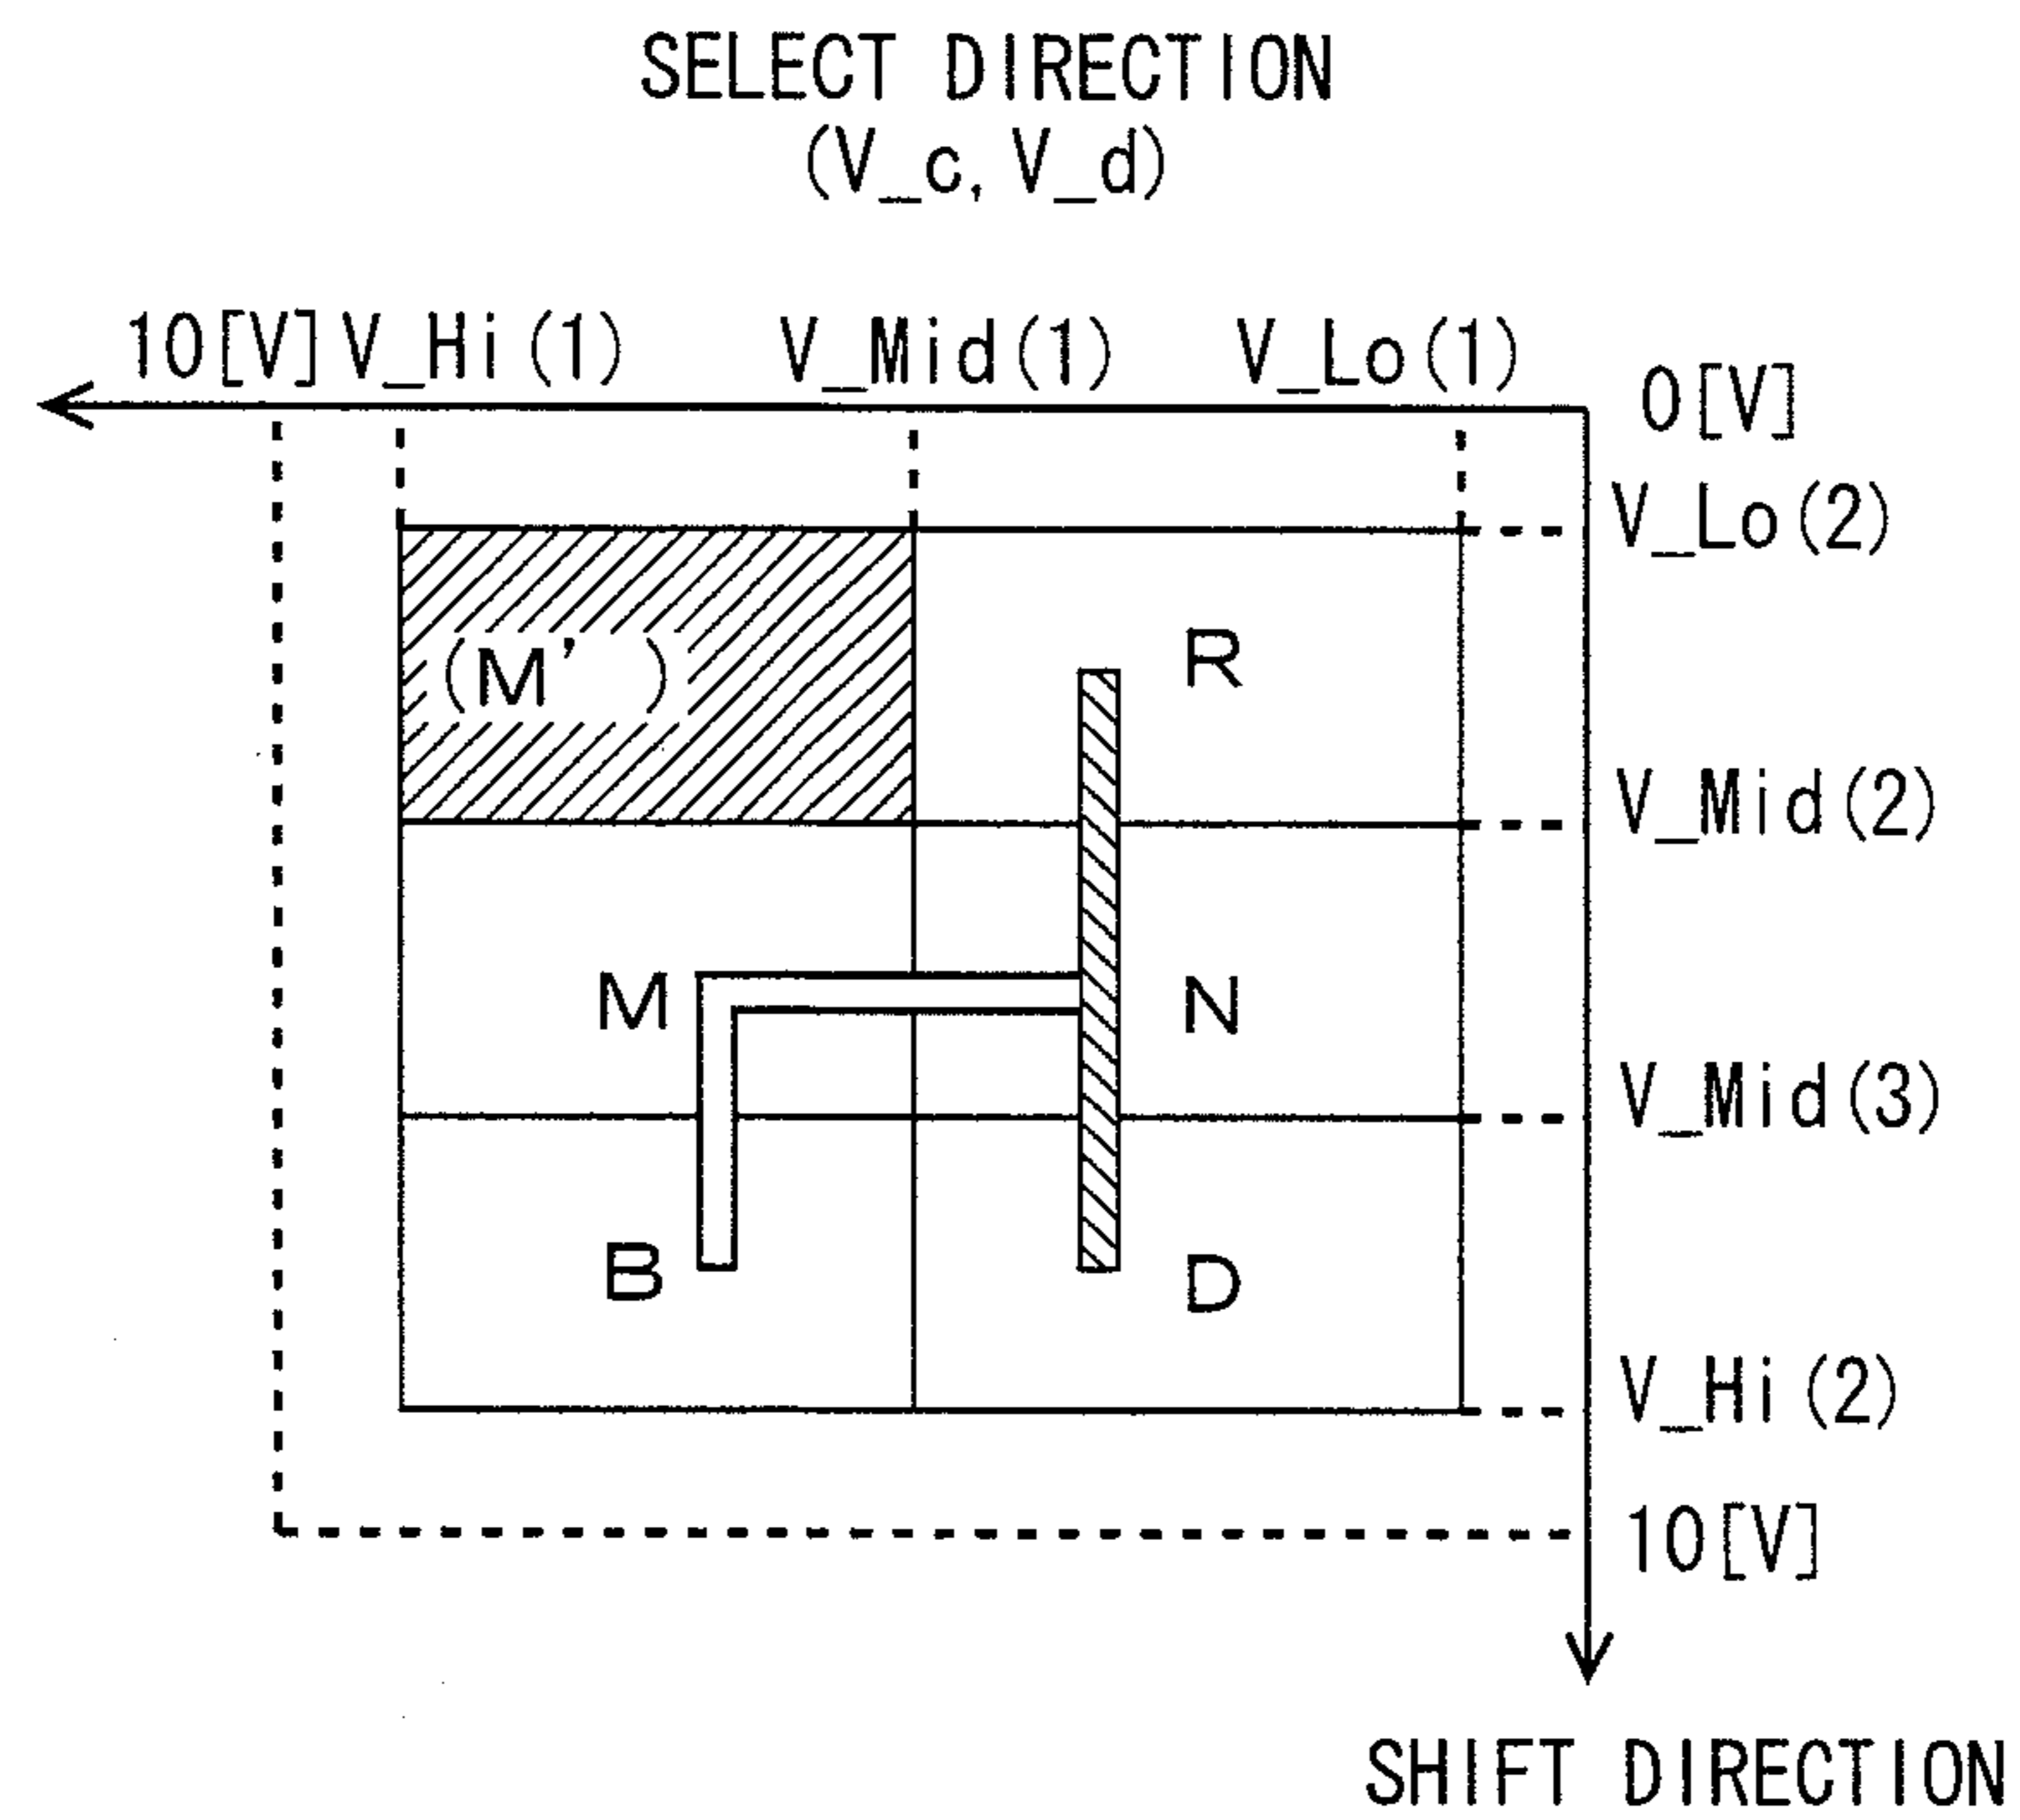 SELECT DIRECTION
(V_c, V_d)
10[V] V_Hi(1) V_Mid(1) V_Lo(1)
0[V]
V_Lo(2)
(M' )
R
V_Mid(2)
M
N
V_Mid(3)
B
D
V_Hi(2)
10[V]
SHIFT DIRECTION